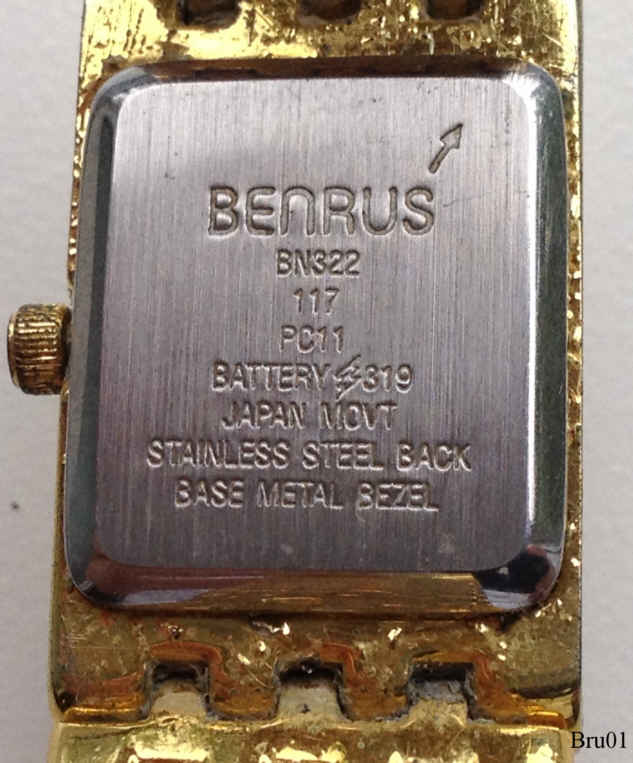 BENRUS
BN322
117
PC11
BATTERY 319
JAPAN MOVT
STAINLESS STEEL BACK
BASE METAL BEZEL
Bru01